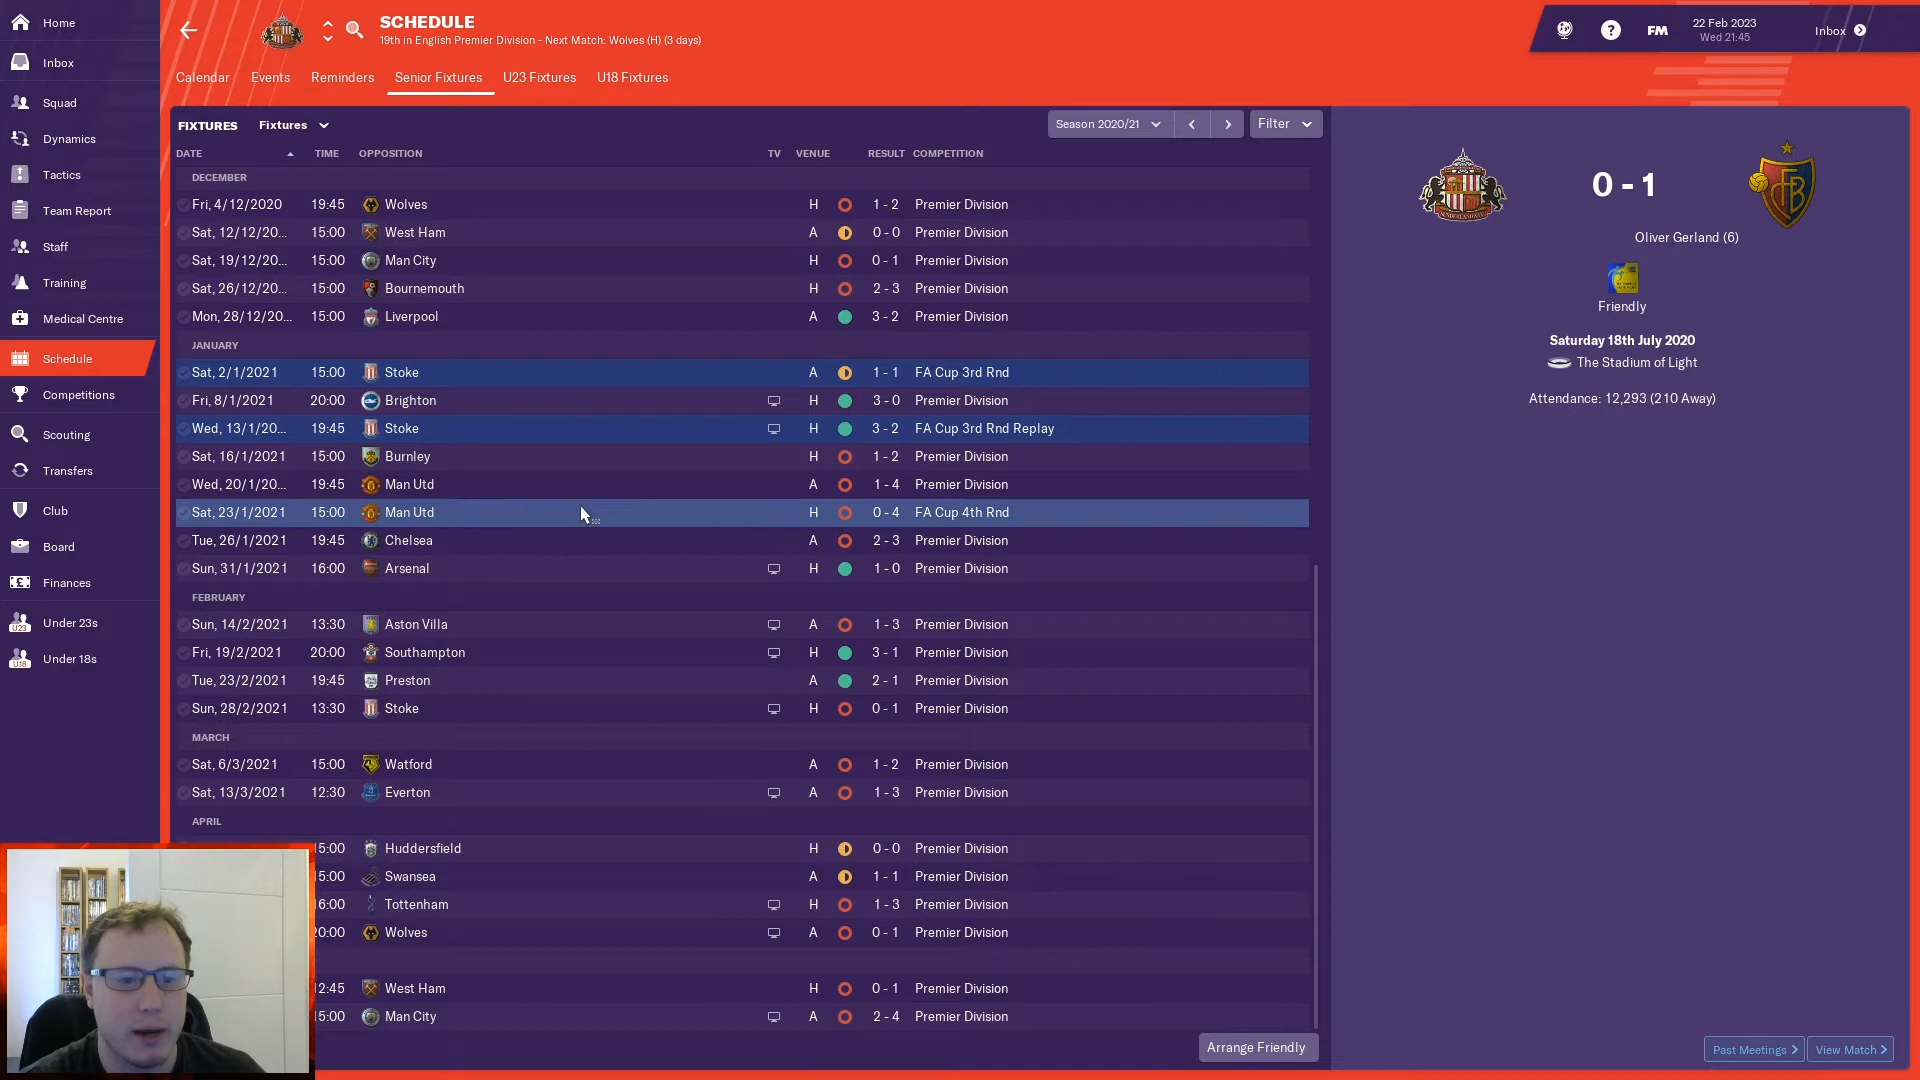 Home
Inbox
Squad
Dynamics
Tactics
Team Report
Staff
Training
Medical Centre
Schedule
Competitions
Scouting
Transfers
Club
Board
Finances
Under 23s
Under 18s
SCHEDULE
19th in English Premier Division - Next Match: Wolves (H) (3 days)
FM
22 Feb 2023
Wed 21:45
Inbox
Calendar Events Reminders Senior Fixtures U23 Fixtures U18 Fixtures
FIXTURES Fixtures Season 2020/21 Filter
DATE TIME OPPOSITION TV VENUE RESULT COMPETITION
DECEMBER
Fri, 4/12/2020 19:45 Wolves H 1 - 2 Premier Division
Sat, 12/12/20... 15:00 West Ham A 0 - 0 Premier Division
Sat, 19/12/20... 15:00 Man City H 0 - 1 Premier Division
Sat, 26/12/20... 15:00 Bournemouth H 2 - 3 Premier Division
Mon, 28/12/20... 15:00 Liverpool A 3 - 2 Premier Division
JANUARY
Sat, 2/1/2021 15:00 Stoke A 1 - 1 FA Cup 3rd Rnd
Fri, 8/1/2021 20:00 Brighton H 3 - 0 Premier Division
Wed, 13/1/20... 19:45 Stoke H 3 - 2 FA Cup 3rd Rnd Replay
Sat, 16/1/2021 15:00 Burnley H 1 - 2 Premier Division
Wed, 20/1/20... 19:45 Man Utd A 1 - 4 Premier Division
Sat, 23/1/2021 15:00 Man Utd H 0 - 4 FA Cup 4th Rnd
Tue, 26/1/2021 19:45 Chelsea A 2 - 3 Premier Division
Sun, 31/1/2021 16:00 Arsenal H 1 - 0 Premier Division
FEBRUARY
Sun, 14/2/2021 13:30 Aston Villa A 1 - 3 Premier Division
Fri, 19/2/2021 20:00 Southampton H 3 - 1 Premier Division
Tue, 23/2/2021 19:45 Preston A 2 - 1 Premier Division
Sun, 28/2/2021 13:30 Stoke H 0 - 1 Premier Division
MARCH
Sat, 6/3/2021 15:00 Watford A 1 - 2 Premier Division
Sat, 13/3/2021 12:30 Everton A 1 - 3 Premier Division
APRIL
15:00 Huddersfield H 0 - 0 Premier Division
15:00 Swansea A 1 - 1 Premier Division
16:00 Tottenham H 1 - 3 Premier Division
20:00 Wolves A 0 - 1 Premier Division
12:45 West Ham H 0 - 1 Premier Division
15:00 Man City A 2 - 4 Premier Division
Arrange Friendly
0 - 1
Oliver Gerland (6)
Friendly
Saturday 18th July 2020
The Stadium of Light
Attendance: 12,293 (210 Away)
Past Meetings View Match